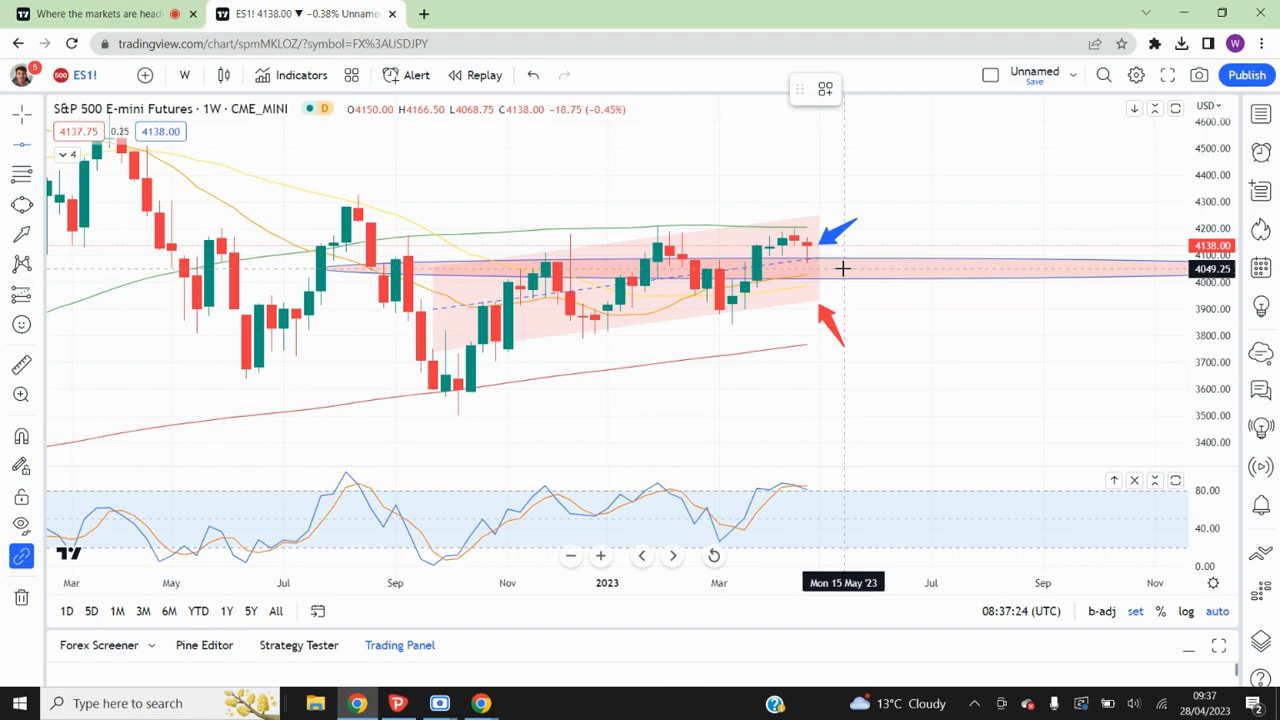 Where the markets are head
ES1! 4138.00 ▼ −0.38% Unname
tradingview.com/chart/spmMKLOZ/?symbol=FX%3AUSDJPY
W
5
500 ES1!
W
Indicators
Alert
Replay
Unnamed
Save
Publish
S&P 500 E-mini Futures · 1W · CME_MINI
D
O4150.00 H4166.50 L4068.75 C4138.00 −18.75 (−0.45%)
USD
4137.75 0.25 4138.00
4
4600.00
4500.00
4400.00
4300.00
4200.00
4138.00
4100.00
4049.25
4000.00
3900.00
3800.00
3700.00
3600.00
3500.00
3400.00
80.00
40.00
0.00
Mar May Jul Sep Nov 2023 Mar Mon 15 May '23 Jul Sep Nov
1D 5D 1M 3M 6M YTD 1Y 5Y All
08:37:24 (UTC) b-adj set % log auto
Forex Screener Pine Editor Strategy Tester Trading Panel
Type here to search
13°C Cloudy
09:37
28/04/2023
2